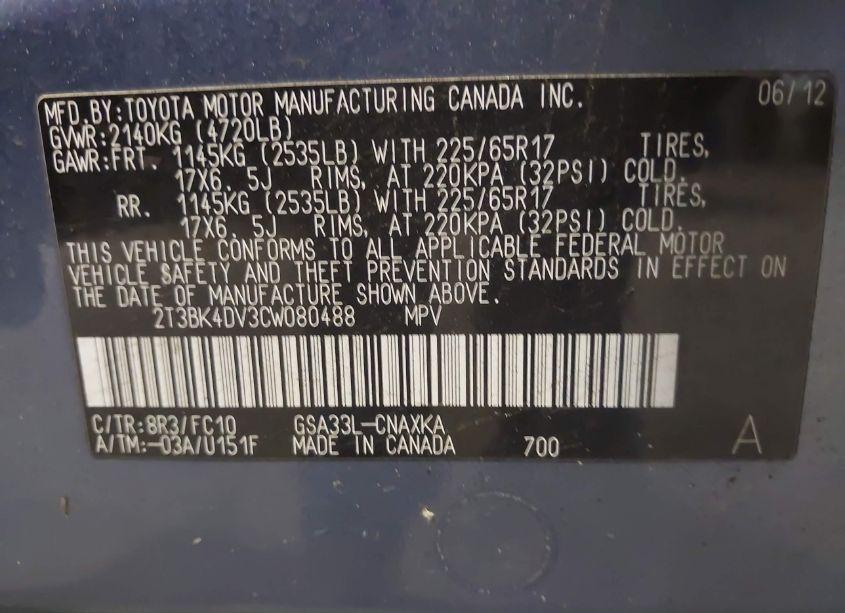 MFD.BY:TOYOTA MOTOR MANUFACTURING CANADA INC. 06/12
GVWR:2140KG (4720LB)
GAWR:FRT. 1145KG (2535LB) WITH 225/65R17 TIRES,
17X6. 5J RIMS, AT 220KPA (32PSI) COLD.
RR. 1145KG (2535LB) WITH 225/65R17 TIRES,
17X6. 5J RIMS, AT 220KPA (32PSI) COLD.
THIS VEHICLE CONFORMS TO ALL APPLICABLE FEDERAL MOTOR
VEHICLE SAFETY AND THEFT PREVENTION STANDARDS IN EFFECT ON
THE DATE OF MANUFACTURE SHOWN ABOVE.
2T3BK4DV3CW080488 MPV
C/TR:8R3/FC10 GSA33L-CNAXKA
A/TM:-03A/U151F MADE IN CANADA 700 A